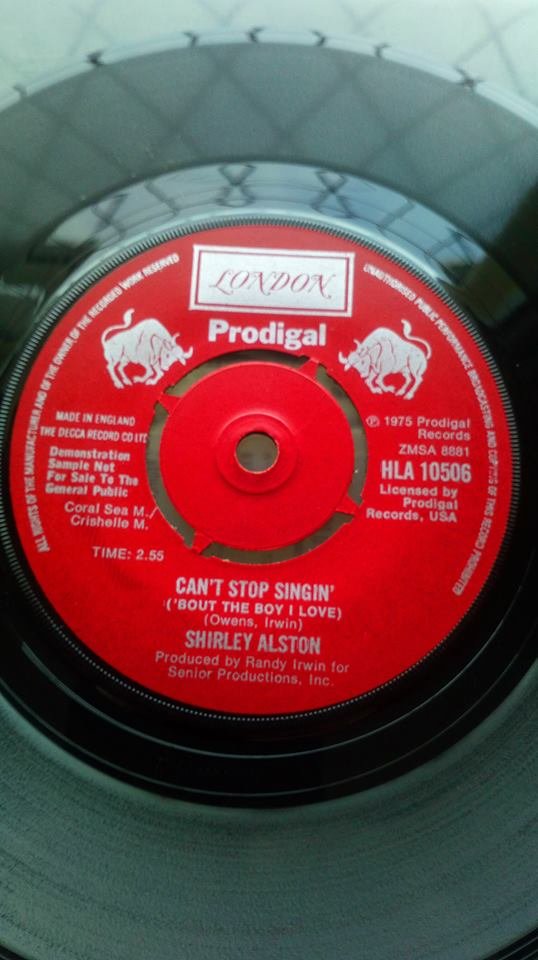 ALL RIGHTS OF THE MANUFACTURER AND OF THE OWNER OF THE RECORDED WORK RESERVED
UNAUTHORISED PUBLIC PERFORMANCE BROADCASTING AND COPYING OF THIS RECORD PROHIBITED
LONDON
Prodigal
MADE IN ENGLAND
THE DECCA RECORD CO LTD
Demonstration
Sample Not
For Sale To The
General Public
Coral Sea M./
Crishelle M.
TIME: 2.55
℗ 1975 Prodigal
Records
ZMSA 8881
HLA 10506
Licensed by
Prodigal
Records, USA
CAN'T STOP SINGIN'
('BOUT THE BOY I LOVE)
(Owens, Irwin)
SHIRLEY ALSTON
Produced by Randy Irwin for
Senior Productions, Inc.